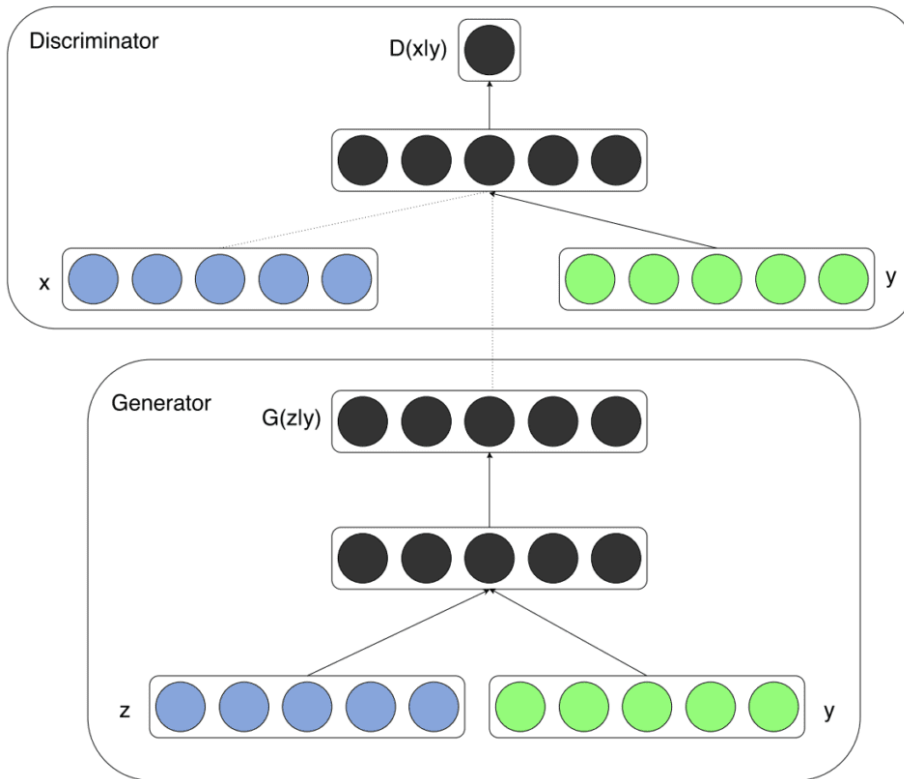 Discriminator
D(x|y)
x
y
Generator
G(z|y)
z
y